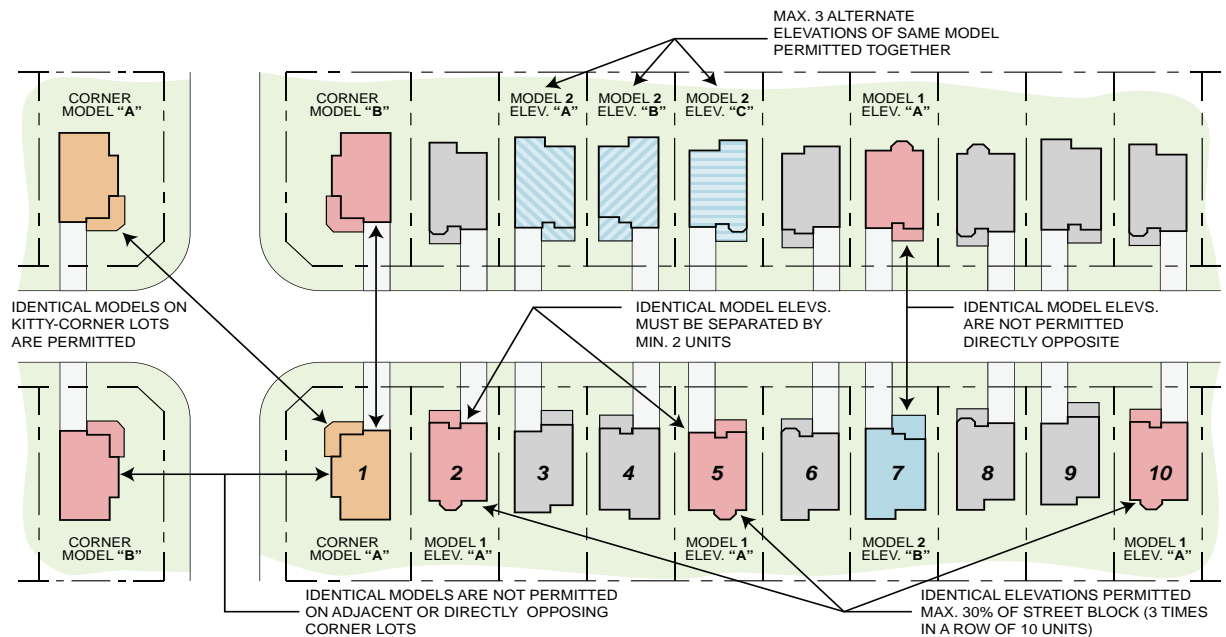 MAX. 3 ALTERNATE
ELEVATIONS OF SAME MODEL
PERMITTED TOGETHER
CORNER
MODEL “A”
CORNER
MODEL “B”
MODEL 2
ELEV. “A”
MODEL 2
ELEV. “B”
MODEL 2
ELEV. “C”
MODEL 1
ELEV. “A”
IDENTICAL MODELS ON
KITTY-CORNER LOTS
ARE PERMITTED
IDENTICAL MODEL ELEVS.
MUST BE SEPARATED BY
MIN. 2 UNITS
IDENTICAL MODEL ELEVS.
ARE NOT PERMITTED
DIRECTLY OPPOSITE
1
2
3
4
5
6
7
8
9
10
CORNER
MODEL “B”
CORNER
MODEL “A”
MODEL 1
ELEV. “A”
MODEL 1
ELEV. “A”
MODEL 2
ELEV. “B”
MODEL 1
ELEV. “A”
IDENTICAL MODELS ARE NOT PERMITTED
ON ADJACENT OR DIRECTLY OPPOSING
CORNER LOTS
IDENTICAL ELEVATIONS PERMITTED
MAX. 30% OF STREET BLOCK (3 TIMES
IN A ROW OF 10 UNITS)